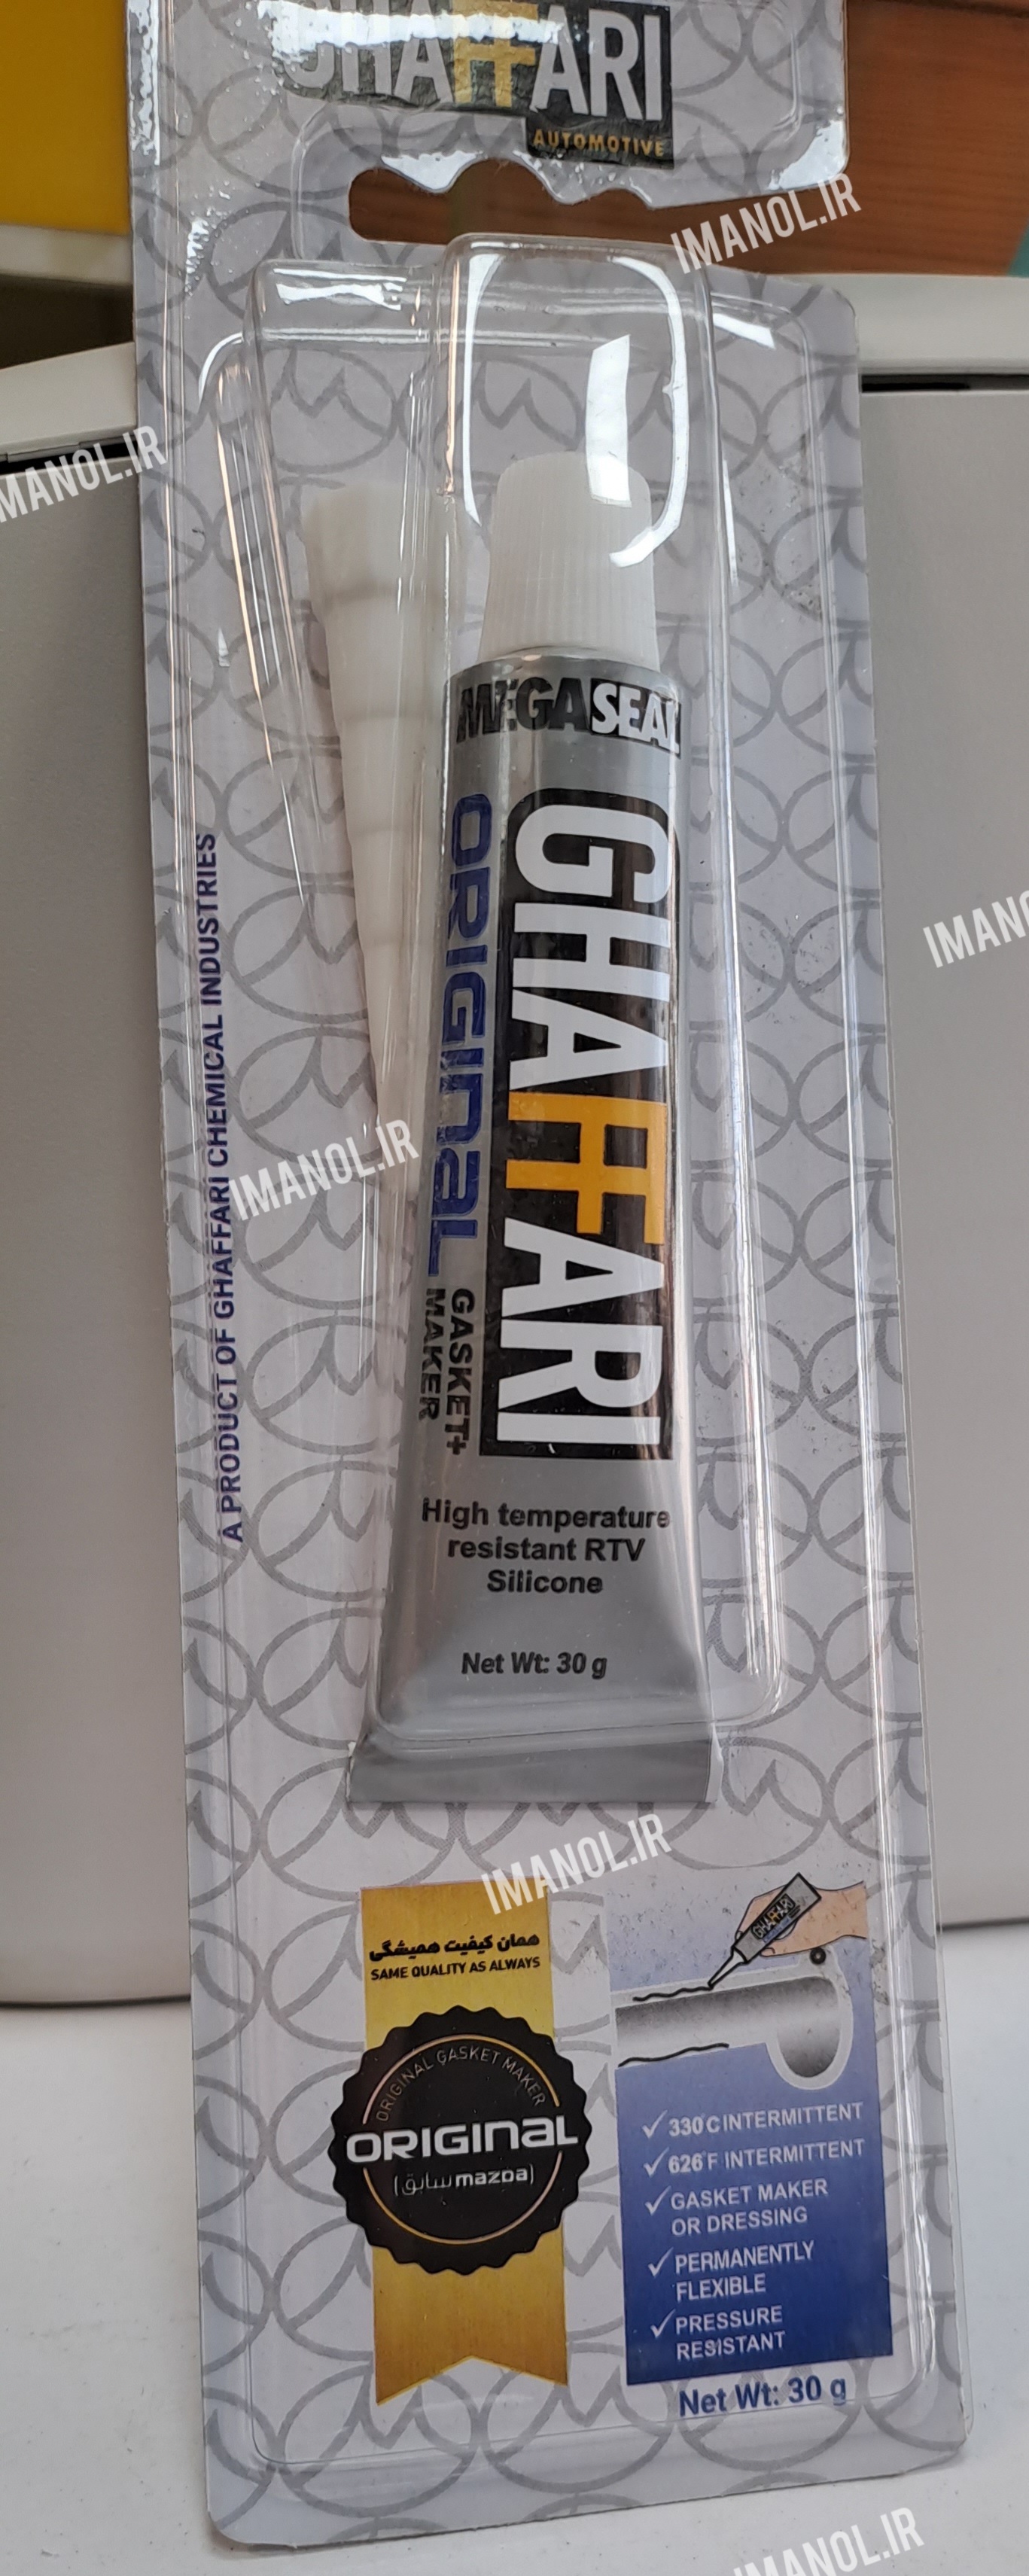 GHAFFARI
AUTOMOTIVE
IMANOL.IR
IMANOL.IR
MEGASEAL
GHAFFARI
ORIGINAL
GASKET+
MAKER
A PRODUCT OF GHAFFARI CHEMICAL INDUSTRIES
IMANOL.IR
High temperature
resistant RTV
Silicone
Net Wt: 30 g
IMANOL.IR
همان کیفیت همیشگی
SAME QUALITY AS ALWAYS
ORIGINAL GASKET MAKER
ORIGINAL
(mazda سابق)
GHAFFARI
✓ 330°C INTERMITTENT
✓ 626°F INTERMITTENT
✓ GASKET MAKER
OR DRESSING
✓ PERMANENTLY
FLEXIBLE
✓ PRESSURE
RESISTANT
Net Wt: 30 g
IMANOL.IR